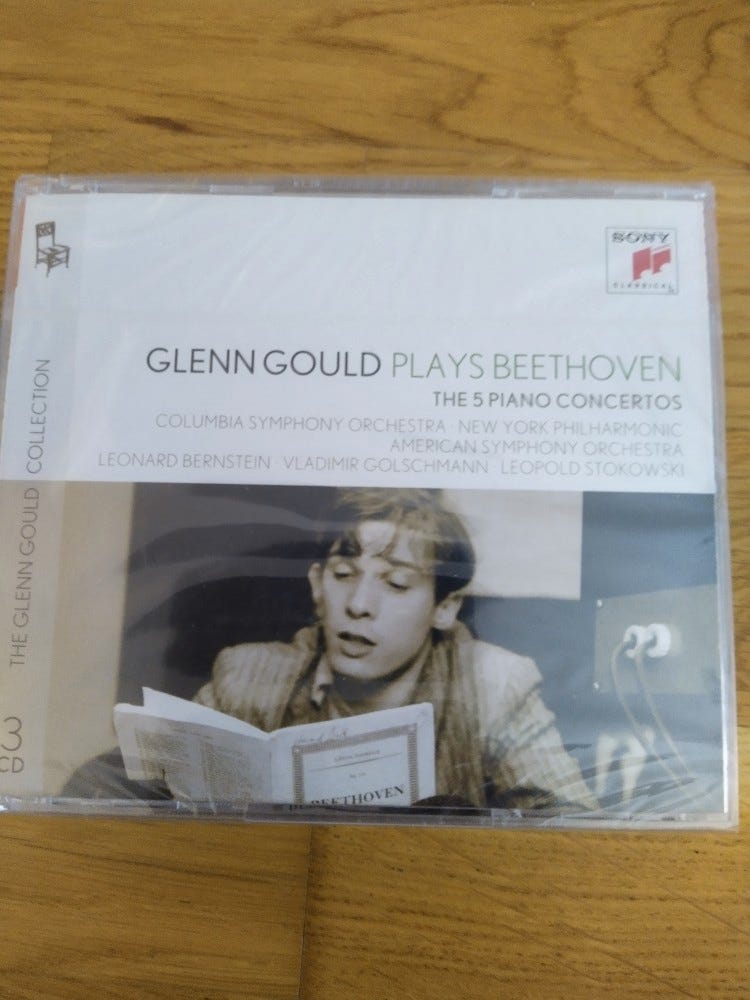 SONY
CLASSICAL
GLENN GOULD PLAYS BEETHOVEN
THE 5 PIANO CONCERTOS
COLUMBIA SYMPHONY ORCHESTRA · NEW YORK PHILHARMONIC
AMERICAN SYMPHONY ORCHESTRA
LEONARD BERNSTEIN · VLADIMIR GOLSCHMANN · LEOPOLD STOKOWSKI
THE GLENN GOULD COLLECTION
3
CD
BEETHOVEN